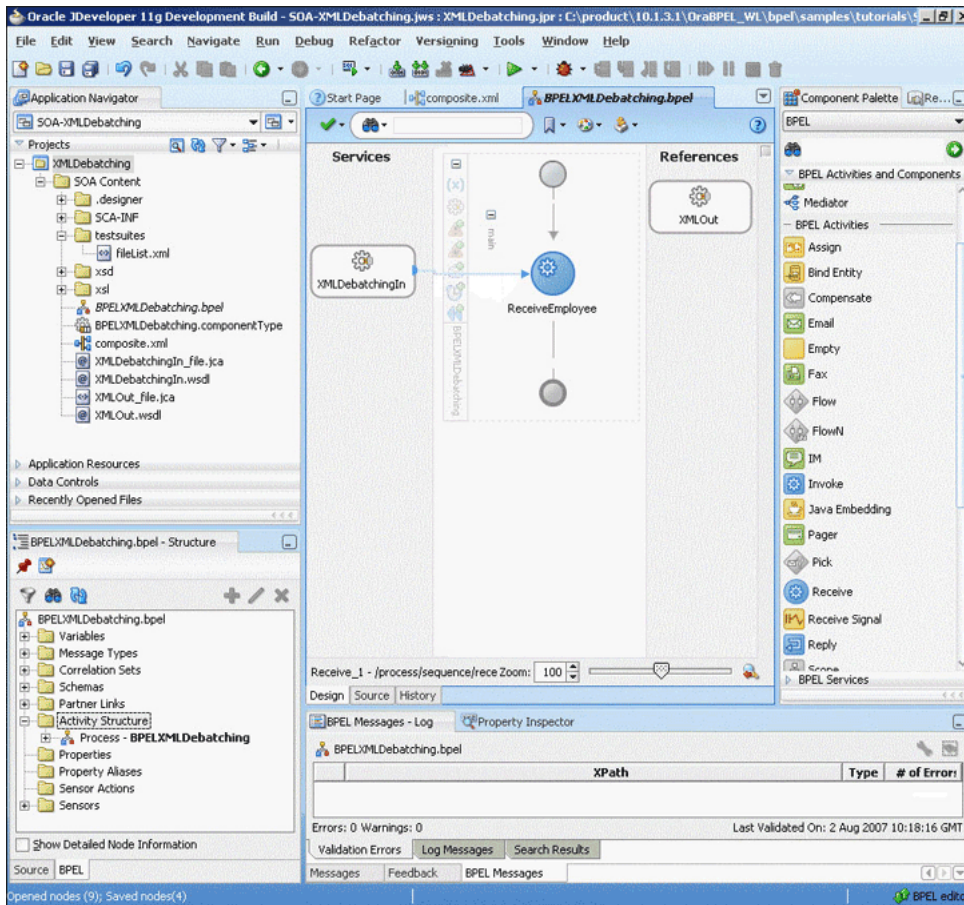 Oracle JDeveloper 11g Development Build - SOA-XMLDebatching.jws : XMLDebatching.jpr : C:\product\10.1.3.1\OraBPEL_WL\bpel\samples\tutorials\
File Edit View Search Navigate Run Debug Refactor Versioning Tools Window Help
Application Navigator
SOA-XMLDebatching
Projects
XMLDebatching
SOA Content
.designer
SCA-INF
testsuites
fileList.xml
xsd
xsl
BPELXMLDebatching.bpel
BPELXMLDebatching.componentType
composite.xml
XMLDebatchingIn_file.jca
XMLDebatchingIn.wsdl
XMLOut_file.jca
XMLOut.wsdl
Application Resources
Data Controls
Recently Opened Files
BPELXMLDebatching.bpel - Structure
BPELXMLDebatching.bpel
Variables
Message Types
Correlation Sets
Schemas
Partner Links
Activity Structure
Process - BPELXMLDebatching
Properties
Property Aliases
Sensor Actions
Sensors
Show Detailed Node Information
Source BPEL
Start Page composite.xml BPELXMLDebatching.bpel
Services
References
main
XMLDebatchingIn
ReceiveEmployee
XMLOut
BPELXMLDebatching
Receive_1 - /process/sequence/rece Zoom: 100
Design Source History
BPEL Messages - Log Property Inspector
BPELXMLDebatching.bpel
XPath Type # of Errors
Errors: 0 Warnings: 0 Last Validated On: 2 Aug 2007 10:18:16 GMT
Validation Errors Log Messages Search Results
Messages Feedback BPEL Messages
Component Palette Re...
BPEL
BPEL Activities and Components
Mediator
BPEL Activities
Assign
Bind Entity
Compensate
Email
Empty
Fax
Flow
FlowN
IM
Invoke
Java Embedding
Pager
Pick
Receive
Receive Signal
Reply
Scope
BPEL Services
Opened nodes (9); Saved nodes(4) BPEL edito